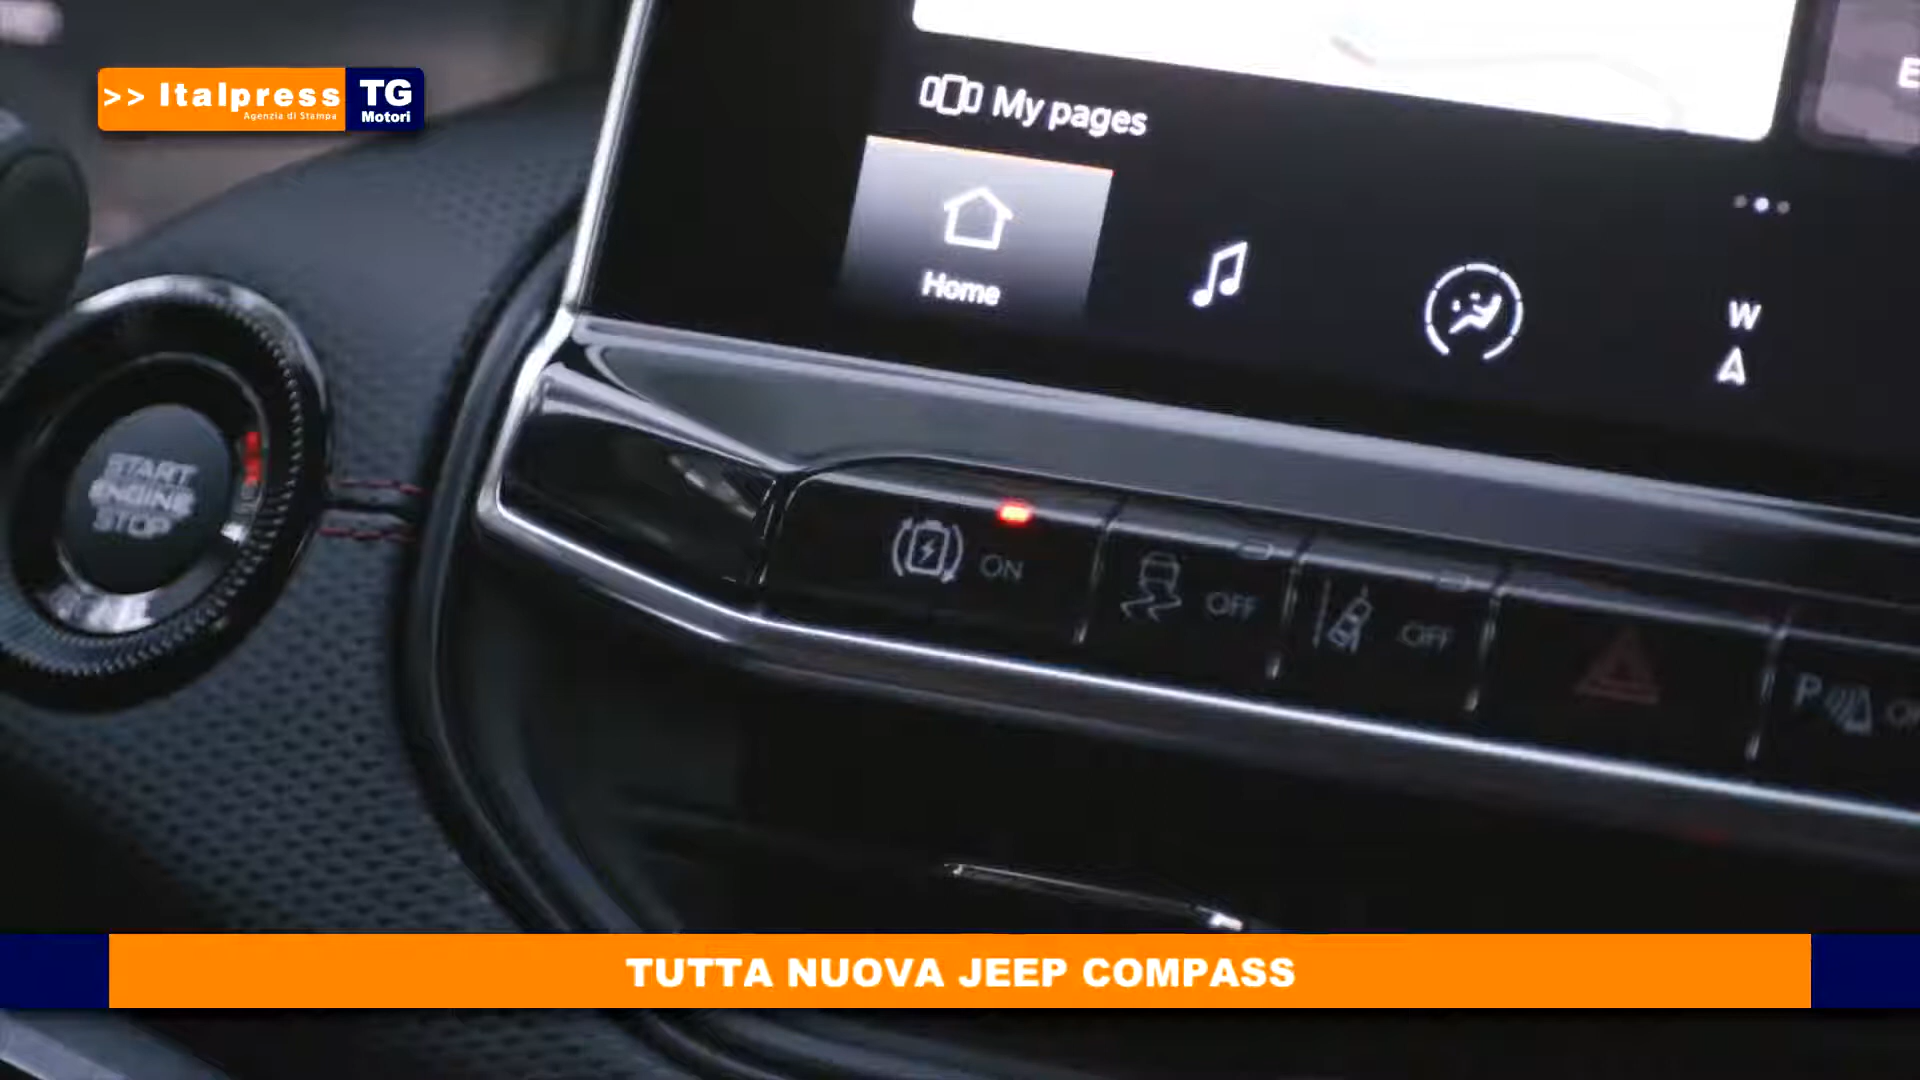 >> Italpress
Agenzia di Stampa
TG
Motori
My pages
Home
W
START
ENGINE
STOP
ON
OFF
OFF
P
TUTTA NUOVA JEEP COMPASS